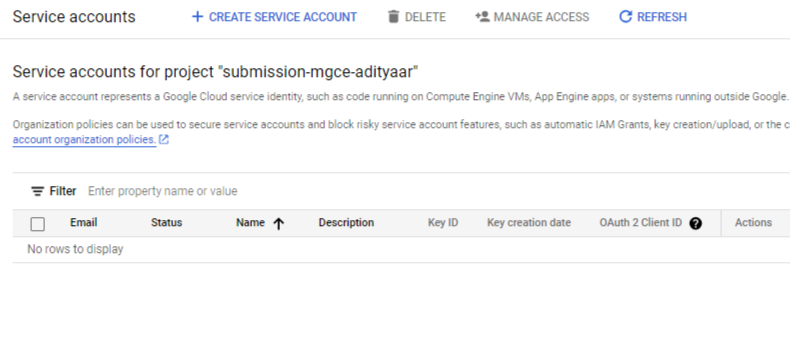 Service accounts
+ CREATE SERVICE ACCOUNT
DELETE
MANAGE ACCESS
REFRESH
Service accounts for project "submission-mgce-adityaar"
A service account represents a Google Cloud service identity, such as code running on Compute Engine VMs, App Engine apps, or systems running outside Google.
Organization policies can be used to secure service accounts and block risky service account features, such as automatic IAM Grants, key creation/upload, or the c
account organization policies.
Filter Enter property name or value
Email Status Name Description Key ID Key creation date OAuth 2 Client ID Actions
No rows to display